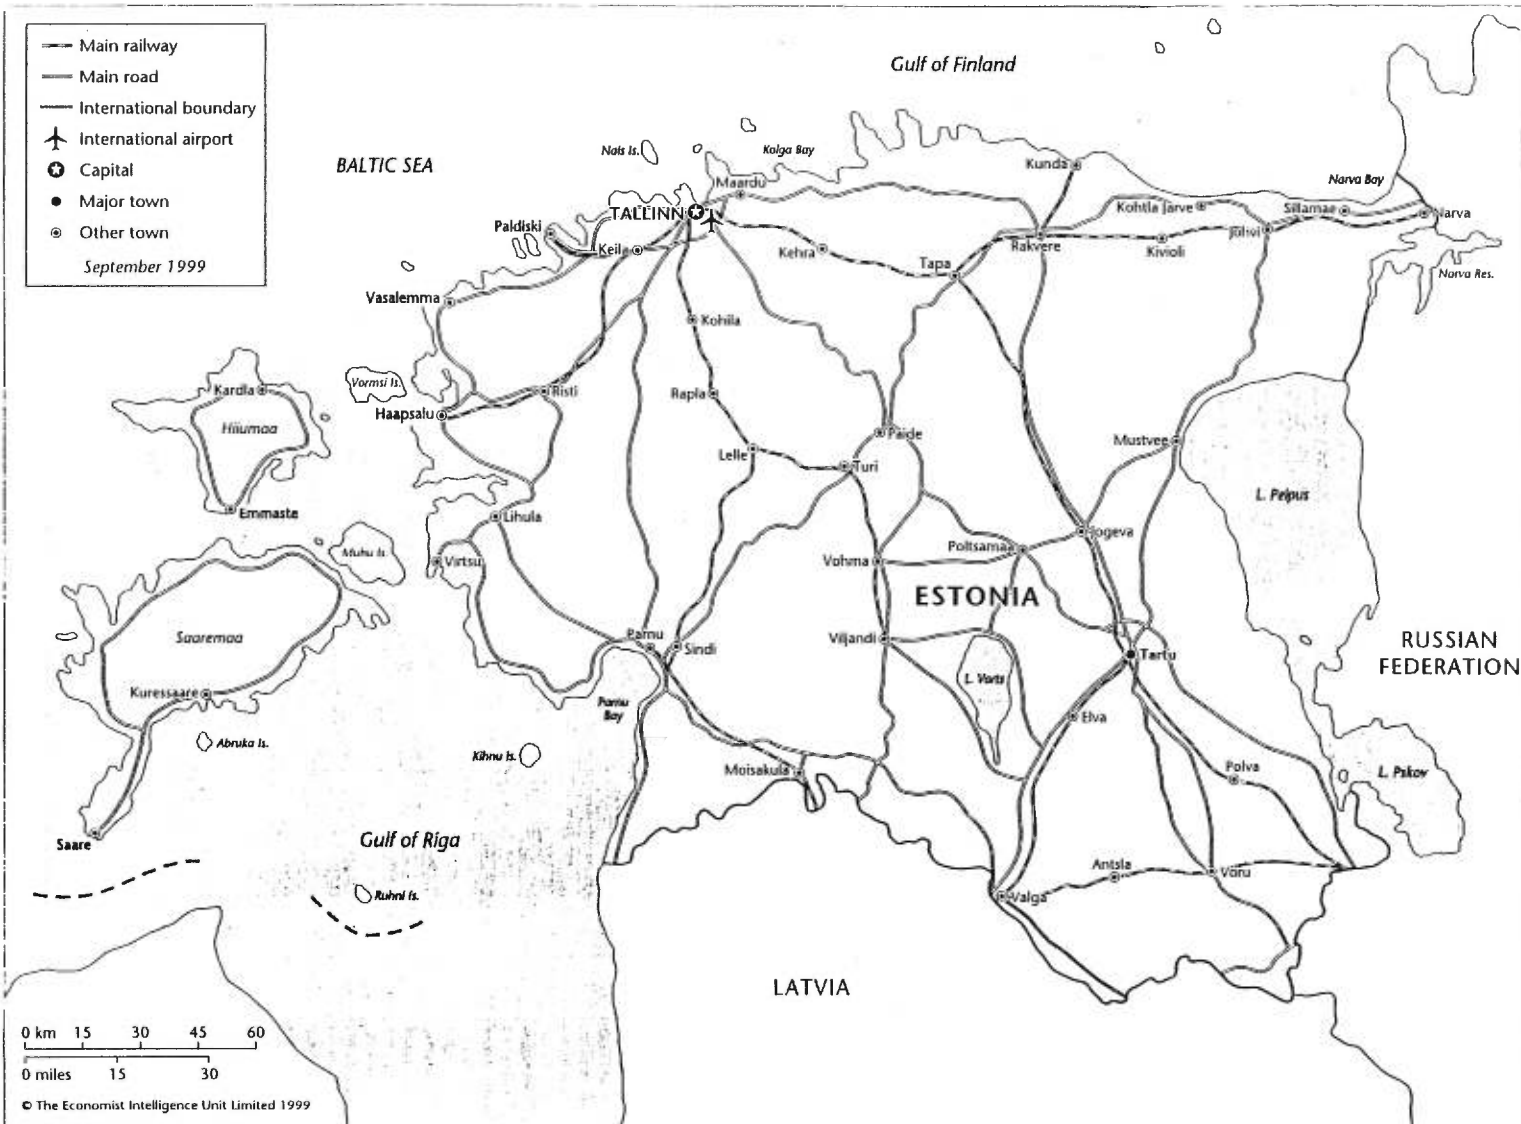 Main railway
Main road
International boundary
International airport
Capital
Major town
Other town
September 1999
Gulf of Finland
BALTIC SEA
Nais Is.
Kolga Bay
Kunda
Narva Bay
Maardu
TALLINN
Kohtla Jarve
Sillamae
Narva
Paldiski
Keila
Kehra
Rakvere
Kivioli
Johvi
Tapa
Narva Res.
Vasalemma
Kohila
Vormsi Is.
Kardla
Risti
Rapla
Haapsalu
Hiiumaa
Paide
Mustvee
Lelle
Turi
L. Peipus
Emmaste
Lihula
Jogeva
Muhu Is.
Poltsamaa
Virtsu
Vohma
ESTONIA
Saaremaa
Parnu
Sindi
Viljandi
Tartu
RUSSIAN
FEDERATION
L. Vorts
Kuressaare
Parnu
Bay
Elva
Abruka Is.
Kihnu Is.
Moisakula
Polva
L. Pskov
Saare
Gulf of Riga
Antsla
Voru
Ruhni Is.
Valga
LATVIA
0 km 15 30 45 60
0 miles 15 30
© The Economist Intelligence Unit Limited 1999